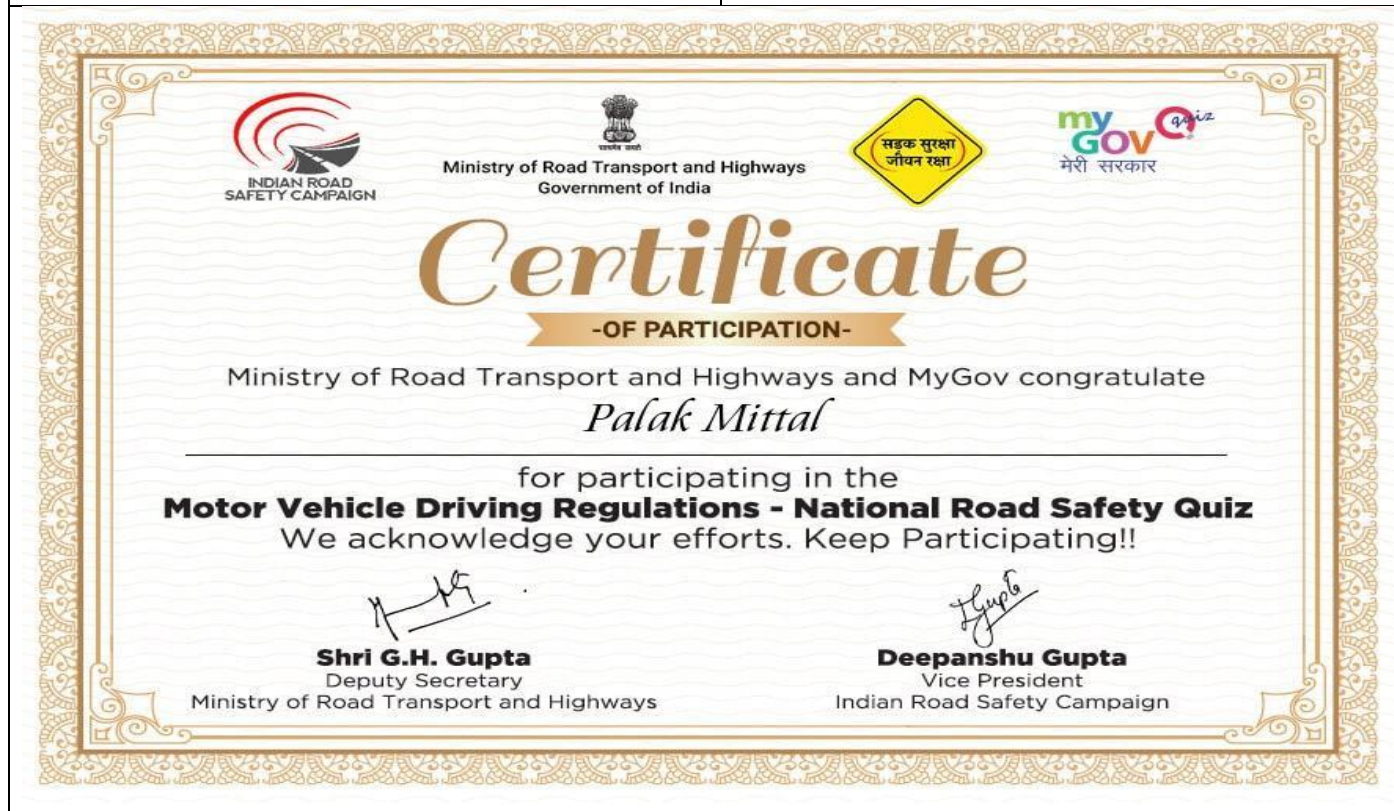 INDIAN ROAD
SAFETY CAMPAIGN
सत्यमेव जयते
Ministry of Road Transport and Highways
Government of India
सड़क सुरक्षा
जीवन रक्षा
my
GOV
quiz
मेरी सरकार
Certificate
-OF PARTICIPATION-
Ministry of Road Transport and Highways and MyGov congratulate
Palak Mittal
for participating in the
Motor Vehicle Driving Regulations - National Road Safety Quiz
We acknowledge your efforts. Keep Participating!!
Shri G.H. Gupta
Deputy Secretary
Ministry of Road Transport and Highways
Deepanshu Gupta
Vice President
Indian Road Safety Campaign